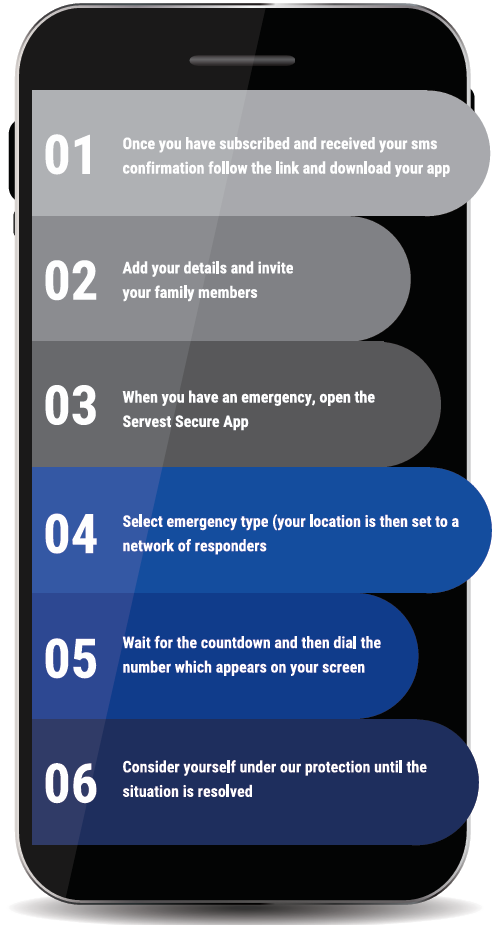 01
Once you have subscribed and received your sms
confirmation follow the link and download your app
02
Add your details and invite
your family members
03
When you have an emergency, open the
Servest Secure App
04
Select emergency type (your location is then set to a
network of responders
05
Wait for the countdown and then dial the
number which appears on your screen
06
Consider yourself under our protection until the
situation is resolved